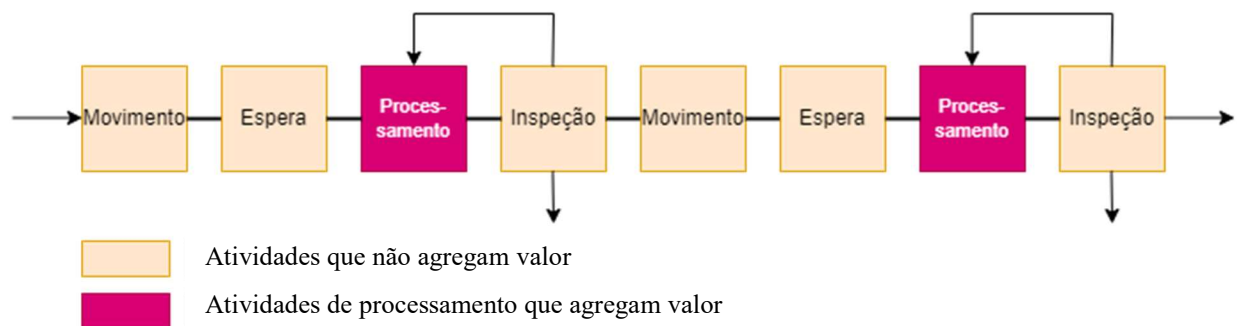 Movimento
Espera
Proces-
samento
Inspeção
Movimento
Espera
Proces-
samento
Inspeção
Atividades que não agregam valor
Atividades de processamento que agregam valor